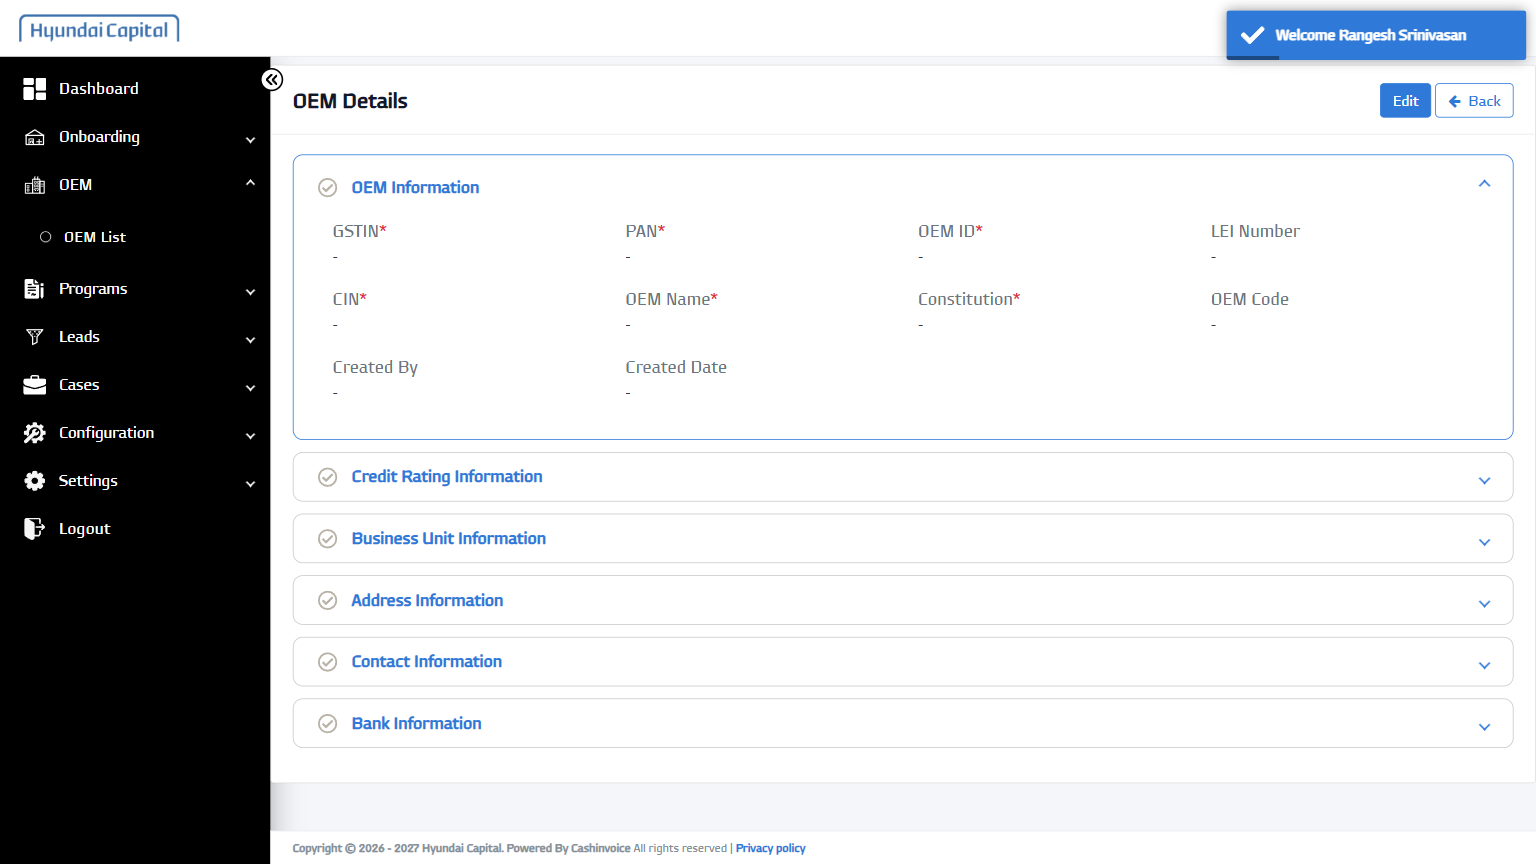 Hyundai Capital
Welcome Rangesh Srinivasan
Dashboard
Onboarding
OEM
OEM List
Programs
Leads
Cases
Configuration
Settings
Logout
OEM Details
Edit
Back
OEM Information
GSTIN* PAN* OEM ID* LEI Number
- - - -
CIN* OEM Name* Constitution* OEM Code
- - - -
Created By Created Date
- -
Credit Rating Information
Business Unit Information
Address Information
Contact Information
Bank Information
Copyright © 2026 - 2027 Hyundai Capital. Powered By Cashinvoice All rights reserved | Privacy policy